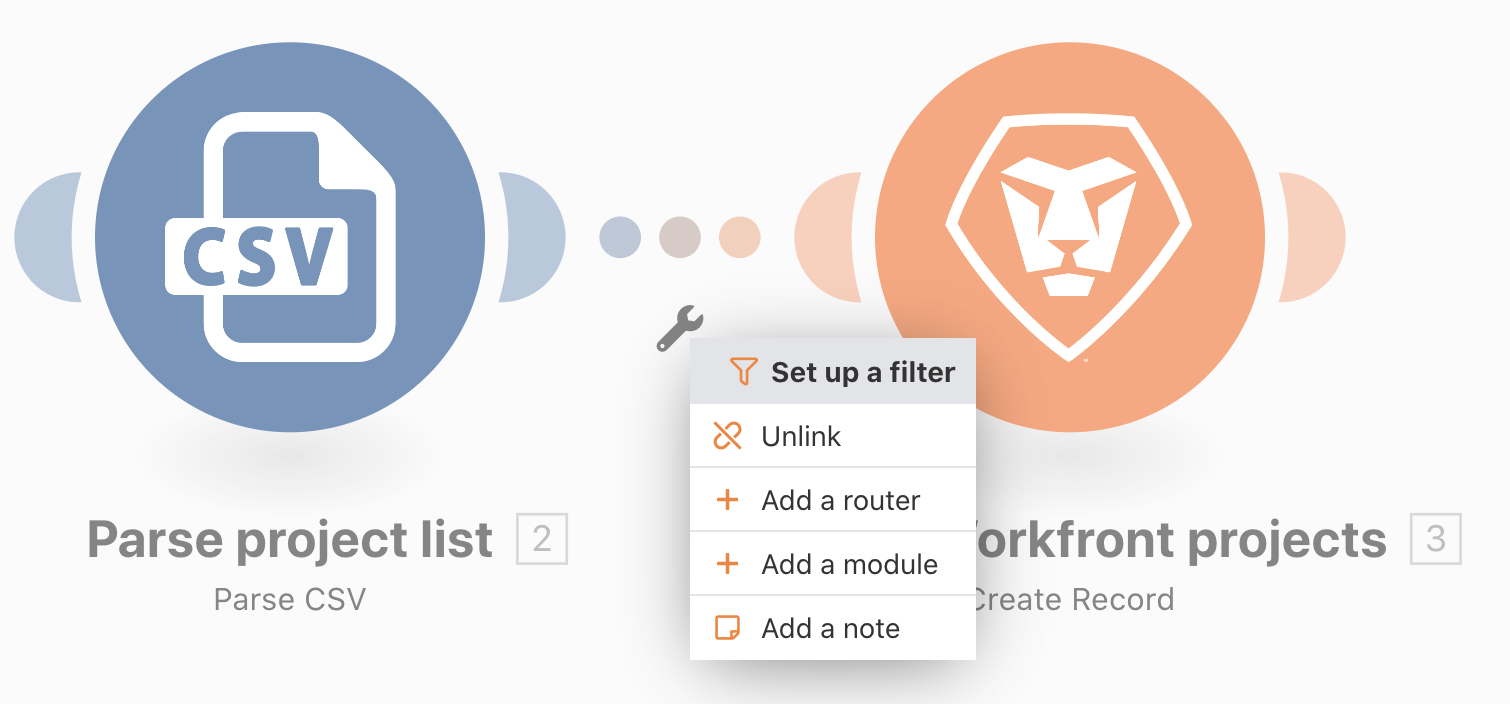 CSV
Set up a filter
Unlink
Add a router
Add a module
Add a note
Parse project list 2
Parse CSV
orkfront projects 3
Create Record